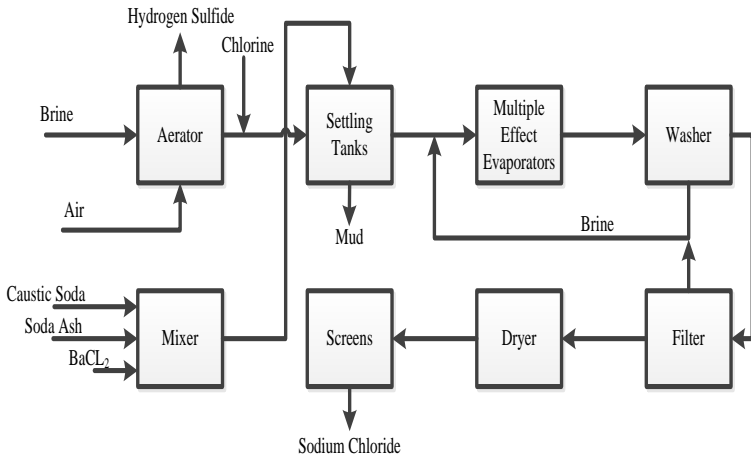 Hydrogen Sulfide
Chlorine
Brine
Aerator
Settling
Tanks
Multiple
Effect
Evaporators
Washer
Air
Mud
Brine
Caustic Soda
Soda Ash
BaCL₂
Mixer
Screens
Dryer
Filter
Sodium Chloride